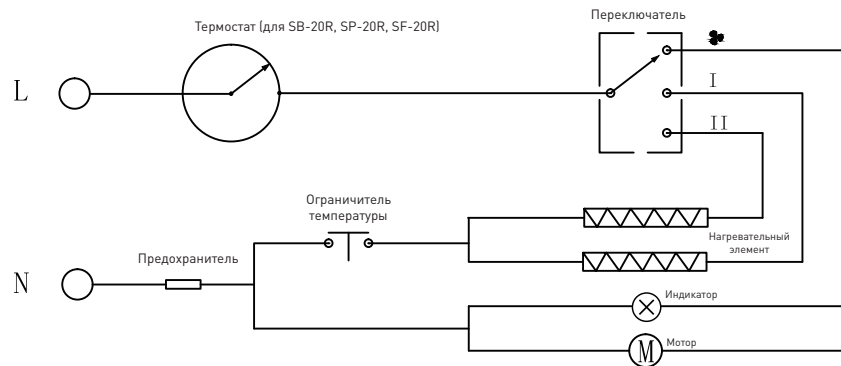 Термостат (для SB-20R, SP-20R, SF-20R)
Переключатель
L
I
II
Ограничитель
температуры
Нагревательный
элемент
Предохранитель
N
Индикатор
M
Мотор